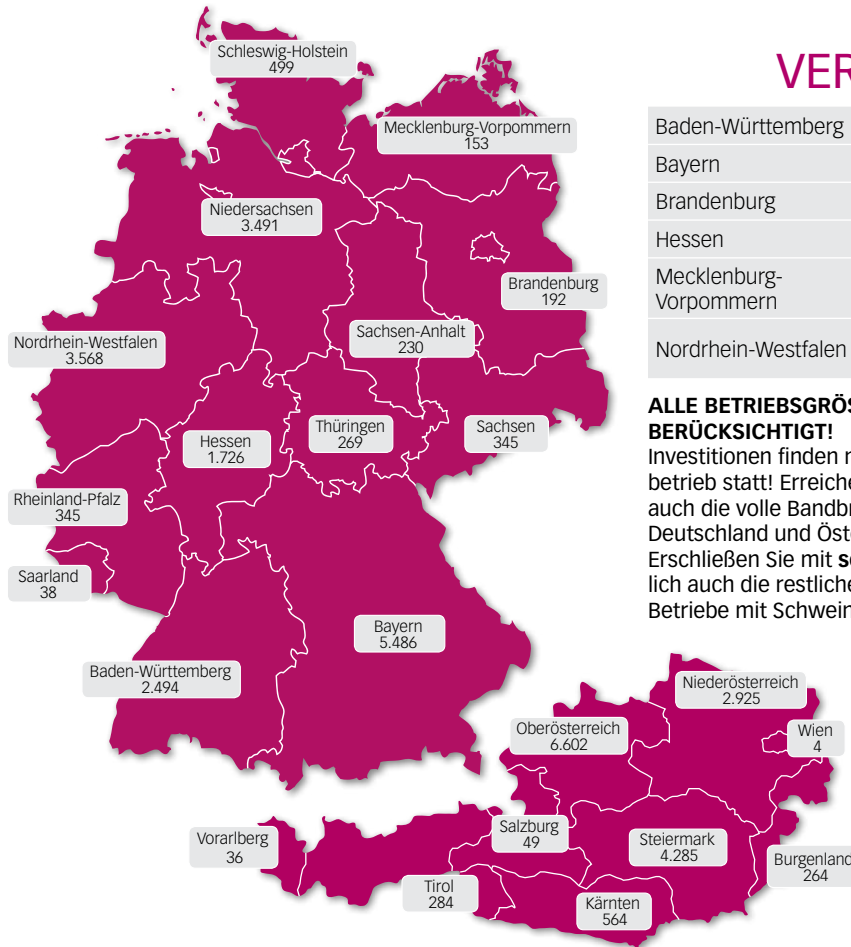 Schleswig-Holstein
499
Mecklenburg-Vorpommern
153
Niedersachsen
3.491
Brandenburg
192
Nordrhein-Westfalen
3.568
Sachsen-Anhalt
230
Hessen
1.726
Thüringen
269
Sachsen
345
Rheinland-Pfalz
345
Saarland
38
Bayern
5.486
Baden-Württemberg
2.494
VER
Baden-Württemberg
Bayern
Brandenburg
Hessen
Mecklenburg-
Vorpommern
Nordrhein-Westfalen
ALLE BETRIEBSGRÖS
BERÜCKSICHTIGT!
Investitionen finden n
betrieb statt! Erreiche
auch die volle Bandbr
Deutschland und Öste
Erschließen Sie mit se
lich auch die restliche
Betriebe mit Schwein
Niederösterreich
2.925
Oberösterreich
6.602
Wien
4
Vorarlberg
36
Salzburg
49
Steiermark
4.285
Burgenland
264
Tirol
284
Kärnten
564